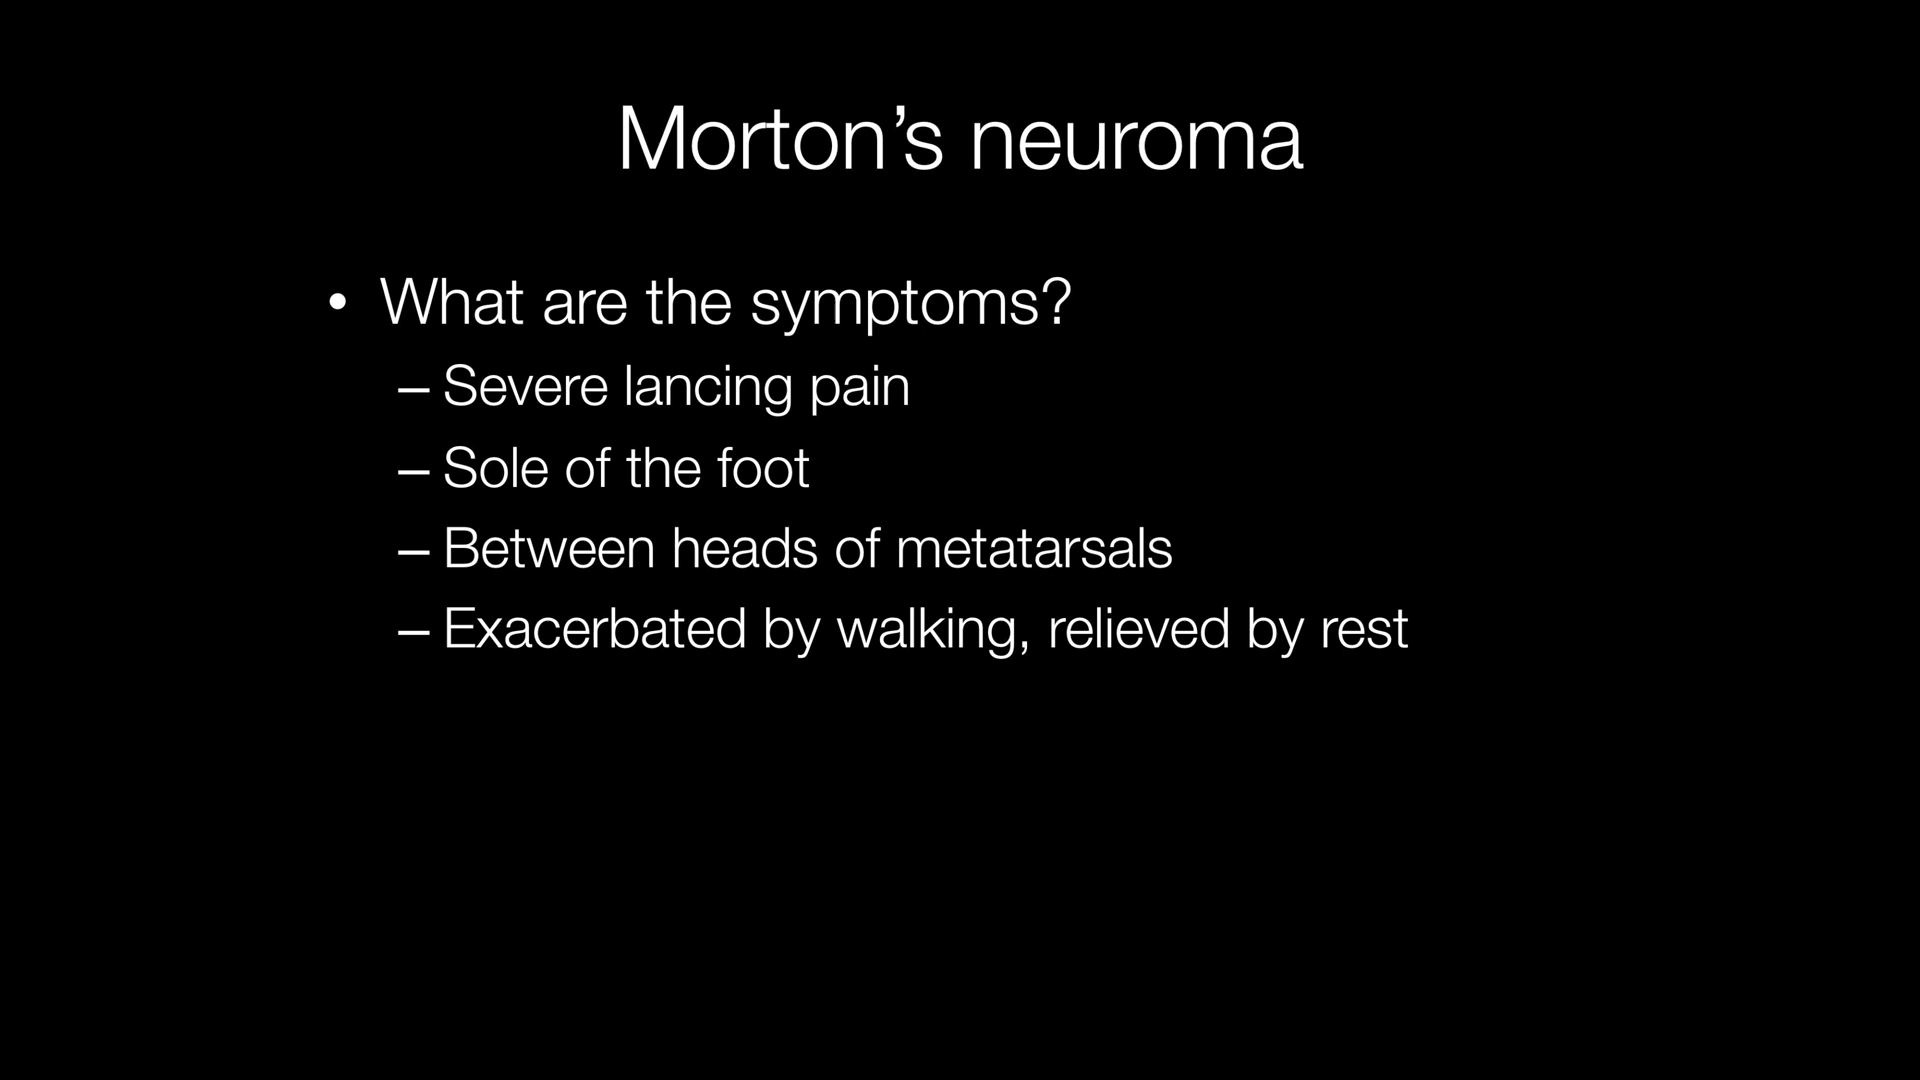 Morton’s neuroma
• What are the symptoms?
– Severe lancing pain
– Sole of the foot
– Between heads of metatarsals
– Exacerbated by walking, relieved by rest